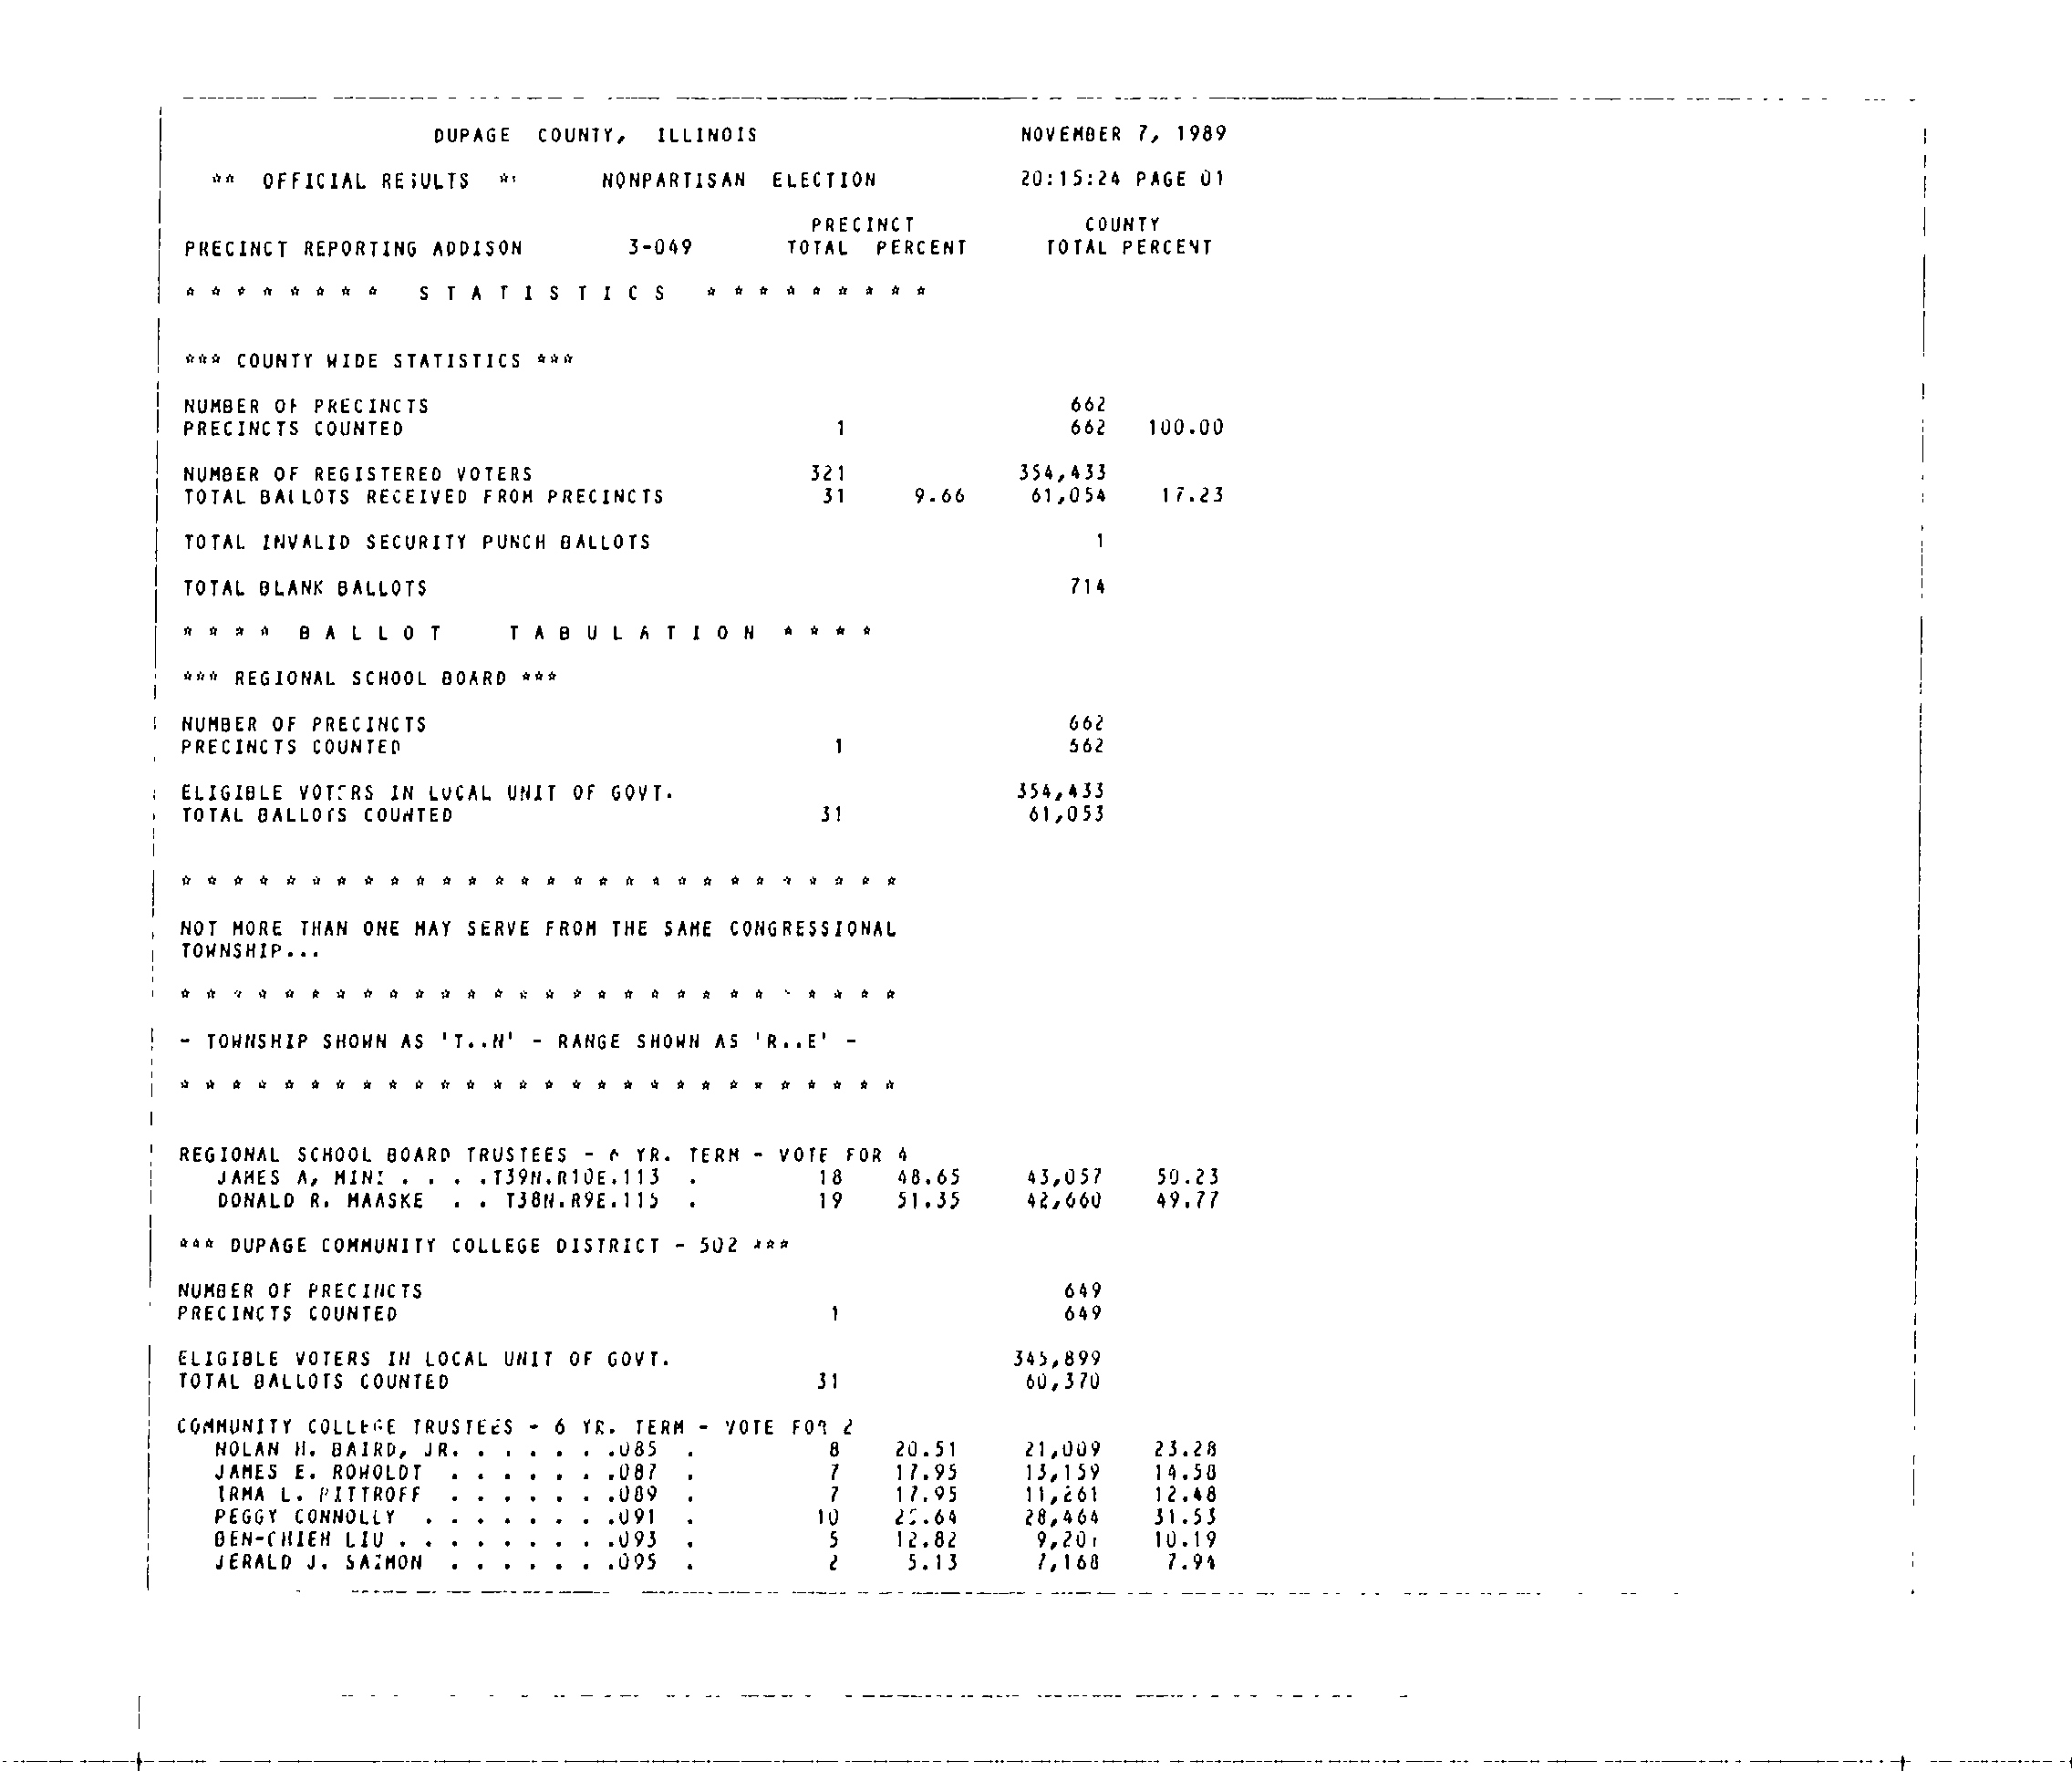 DUPAGE COUNTY, ILLINOIS NOVEMBER 7, 1989
** OFFICIAL RESULTS ** NONPARTISAN ELECTION 20:15:24 PAGE 01
PRECINCT COUNTY
PRECINCT REPORTING ADDISON 3-049 TOTAL PERCENT TOTAL PERCENT
* * * * * * * * S T A T I S T I C S * * * * * * * * *
*** COUNTY WIDE STATISTICS ***
NUMBER OF PRECINCTS 662
PRECINCTS COUNTED 1 662 100.00
NUMBER OF REGISTERED VOTERS 321 354,433
TOTAL BALLOTS RECEIVED FROM PRECINCTS 31 9.66 61,054 17.23
TOTAL INVALID SECURITY PUNCH BALLOTS 1
TOTAL BLANK BALLOTS 714
* * * * B A L L O T T A B U L A T I O N * * * *
*** REGIONAL SCHOOL BOARD ***
NUMBER OF PRECINCTS 662
PRECINCTS COUNTED 1 662
ELIGIBLE VOTERS IN LOCAL UNIT OF GOVT. 354,433
TOTAL BALLOTS COUNTED 31 61,053
* * * * * * * * * * * * * * * * * * * * * * * * * * * *
NOT MORE THAN ONE MAY SERVE FROM THE SAME CONGRESSIONAL
TOWNSHIP...
* * * * * * * * * * * * * * * * * * * * * * * * * * * *
- TOWNSHIP SHOWN AS 'T..N' - RANGE SHOWN AS 'R..E' -
* * * * * * * * * * * * * * * * * * * * * * * * * * * *
REGIONAL SCHOOL BOARD TRUSTEES - 6 YR. TERM - VOTE FOR 4
JAMES A. MINI . . . .T39N.R10E.113 . 18 48.65 43,057 50.23
DONALD R. MAASKE . . T38N.R9E.115 . 19 51.35 42,660 49.77
*** DUPAGE COMMUNITY COLLEGE DISTRICT - 502 ***
NUMBER OF PRECINCTS 649
PRECINCTS COUNTED 1 649
ELIGIBLE VOTERS IN LOCAL UNIT OF GOVT. 345,899
TOTAL BALLOTS COUNTED 31 60,370
COMMUNITY COLLEGE TRUSTEES - 6 YR. TERM - VOTE FOR 2
NOLAN H. BAIRD, JR. . . . . . .085 . 8 20.51 21,009 23.28
JAMES E. ROWOLDT . . . . . . .087 . 7 17.95 13,159 14.58
IRMA L. PITTROFF . . . . . . .089 . 7 17.95 11,261 12.48
PEGGY CONNOLLY . . . . . . . .091 . 10 25.64 28,464 31.53
BEN-CHIEH LIU . . . . . . . . .093 . 5 12.82 10.19
JERALD J. SAIMON . . . . . . .095 . 2 5.13 7,168 7.94